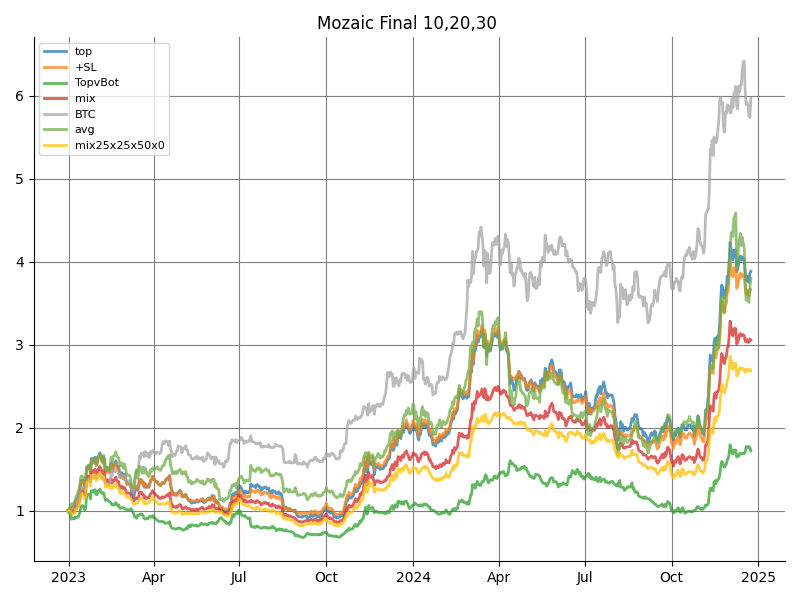 Mozaic Final 10,20,30
top
+SL
TopvBot
mix
BTC
avg
mix25x25x50x0
6
5
4
3
2
1
2023 Apr Jul Oct 2024 Apr Jul Oct 2025